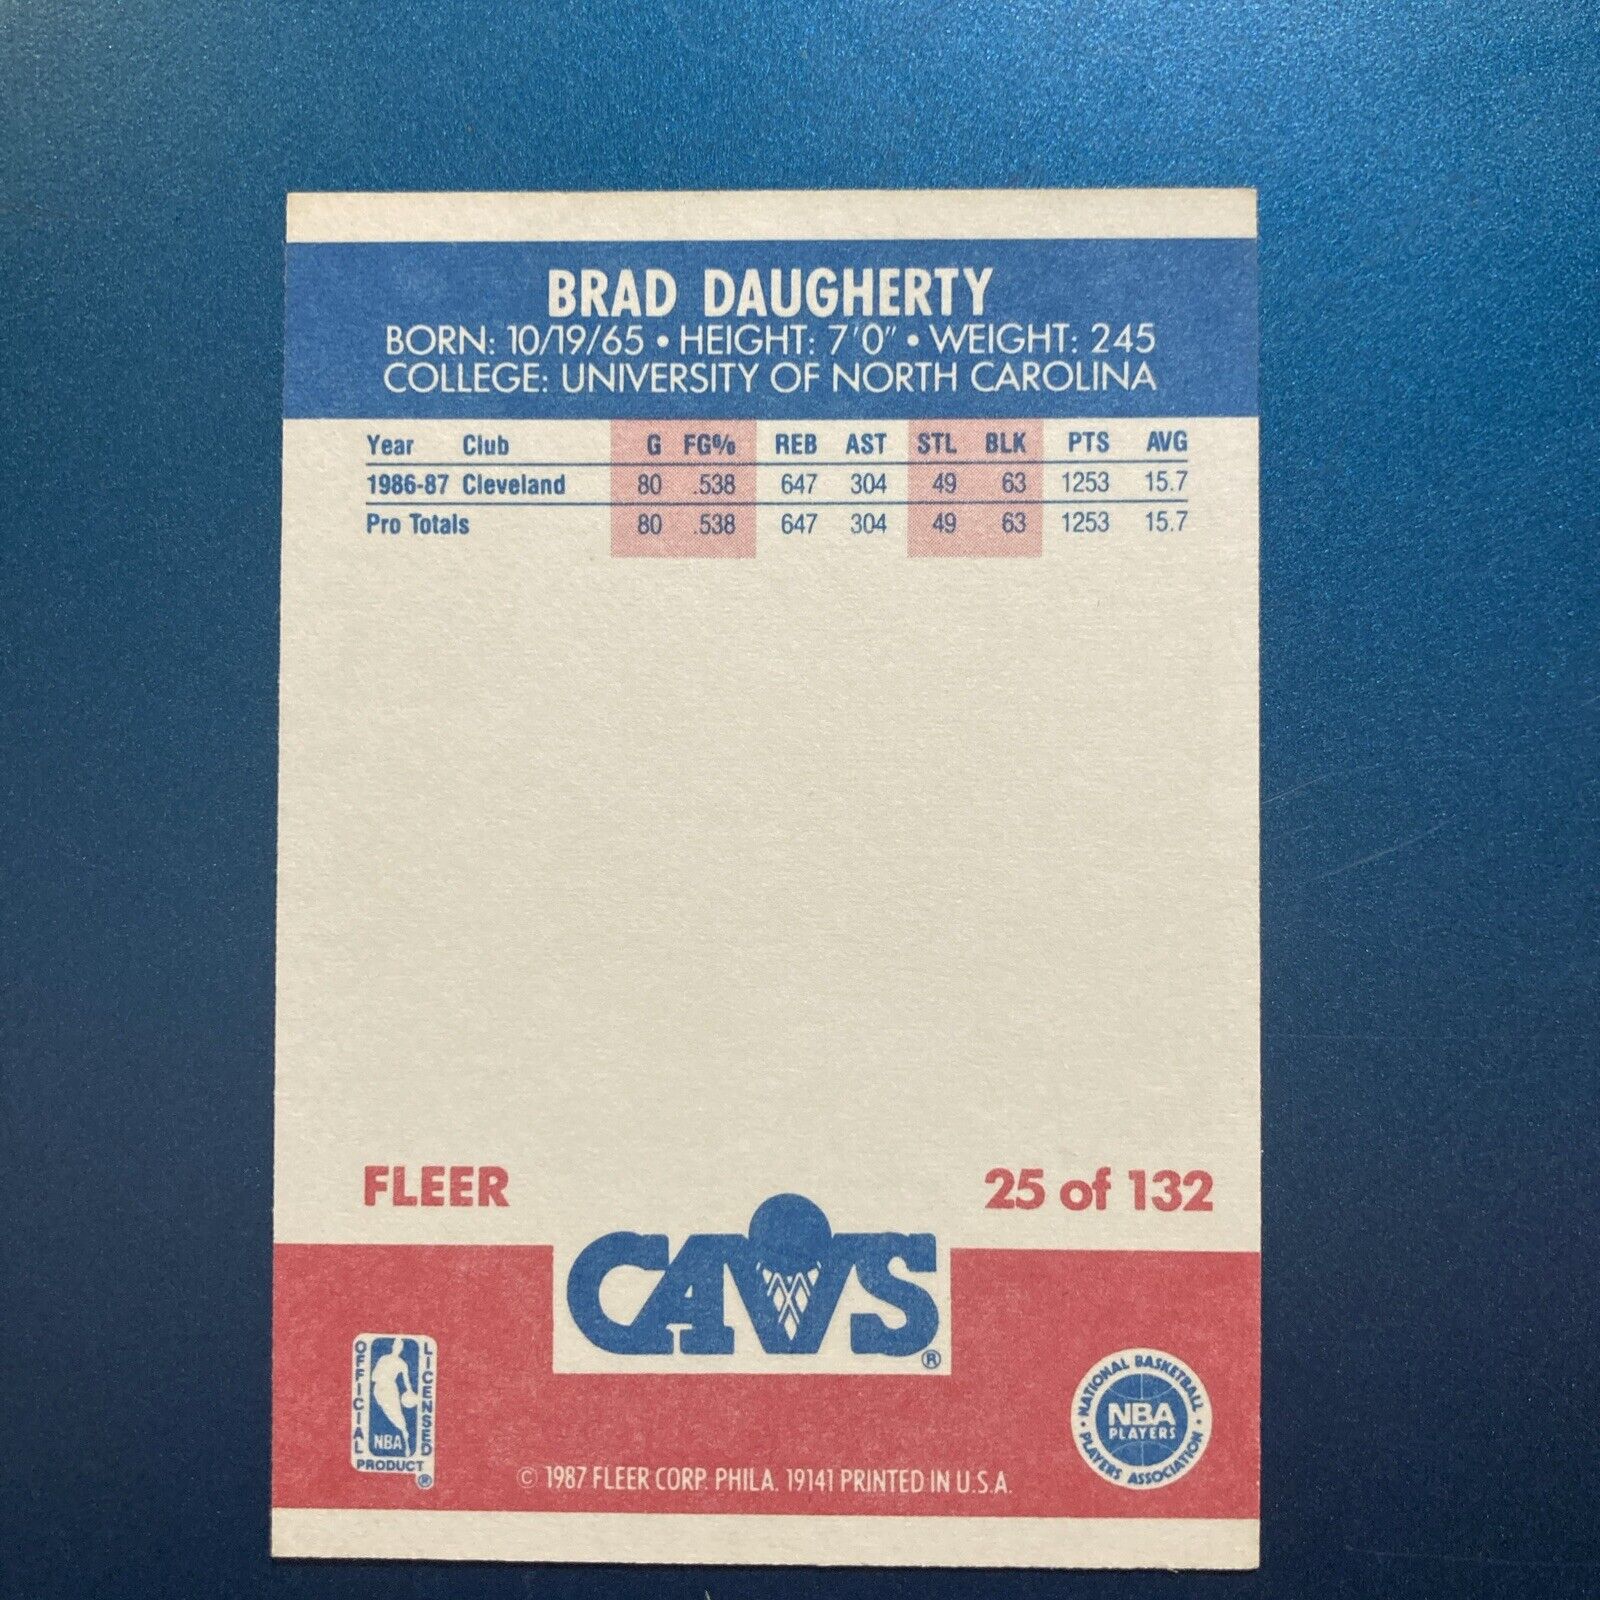 BRAD DAUGHERTY
BORN: 10/19/65 • HEIGHT: 7'0" • WEIGHT: 245
COLLEGE: UNIVERSITY OF NORTH CAROLINA
Year Club G FG% REB AST STL BLK PTS AVG
1986-87 Cleveland 80 .538 647 304 49 63 1253 15.7
Pro Totals 80 .538 647 304 49 63 1253 15.7
FLEER 25 of 132
CAVS®
OFFICIAL LICENSED
NBA
PRODUCT ®
NATIONAL BASKETBALL
NBA
PLAYERS
• PLAYERS ASSOCIATION •
© 1987 FLEER CORP. PHILA. 19141 PRINTED IN U.S.A.